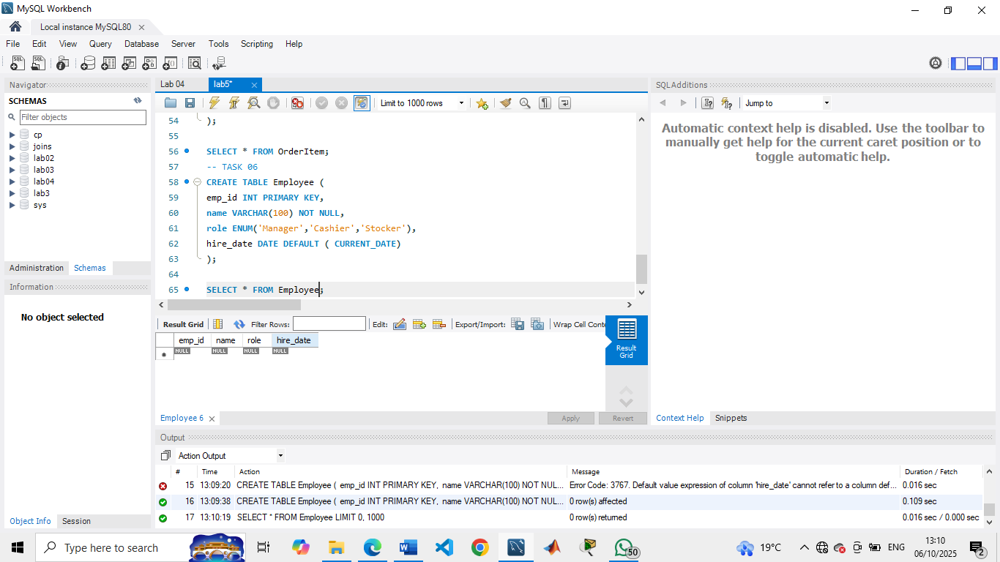 MySQL Workbench
Local instance MySQL80
File Edit View Query Database Server Tools Scripting Help
Navigator
SCHEMAS
Filter objects
cp
joins
lab02
lab03
lab04
lab3
sys
Administration Schemas
Information
No object selected
Object Info Session
Lab 04 lab5*
Limit to 1000 rows
54 );
55
56 SELECT * FROM OrderItem;
57 -- TASK 06
58 CREATE TABLE Employee (
59 emp_id INT PRIMARY KEY,
60 name VARCHAR(100) NOT NULL,
61 role ENUM('Manager','Cashier','Stocker'),
62 hire_date DATE DEFAULT ( CURRENT_DATE)
63 );
64
65 SELECT * FROM Employee;
Result Grid Filter Rows: Edit: Export/Import: Wrap Cell Conte
emp_id name role hire_date
NULL NULL NULL NULL
Result
Grid
Employee 6 Apply Revert
SQLAdditions
Jump to
Automatic context help is disabled. Use the toolbar to
manually get help for the current caret position or to
toggle automatic help.
Context Help Snippets
Output
Action Output
# Time Action Message Duration / Fetch
15 13:09:20 CREATE TABLE Employee ( emp_id INT PRIMARY KEY, name VARCHAR(100) NOT NUL... Error Code: 3767. Default value expression of column 'hire_date' cannot refer to a column def... 0.016 sec
16 13:09:38 CREATE TABLE Employee ( emp_id INT PRIMARY KEY, name VARCHAR(100) NOT NUL... 0 row(s) affected 0.109 sec
17 13:10:19 SELECT * FROM Employee LIMIT 0, 1000 0 row(s) returned 0.016 sec / 0.000 sec
Type here to search
50
19°C
ENG
13:10
06/10/2025
2